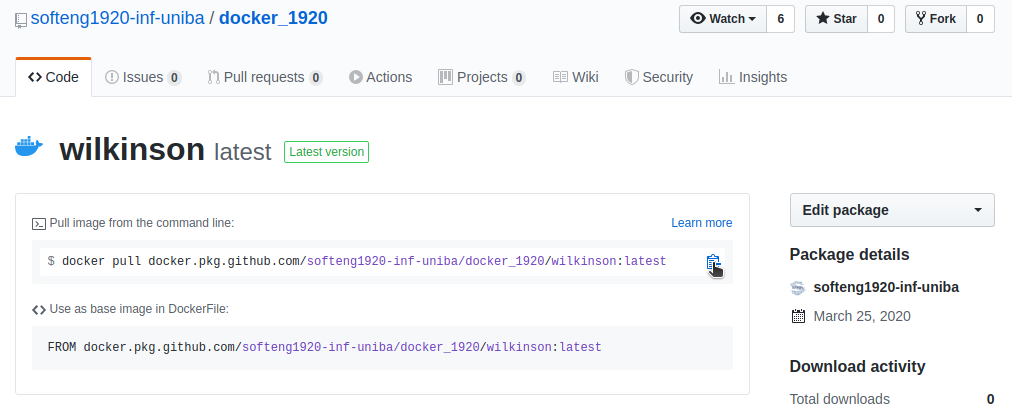 softeng1920-inf-uniba / docker_1920
Watch 6 Star 0 Fork 0
Code Issues 0 Pull requests 0 Actions Projects 0 Wiki Security Insights
wilkinson latest Latest version
Pull image from the command line: Learn more
$ docker pull docker.pkg.github.com/softeng1920-inf-uniba/docker_1920/wilkinson:latest
Use as base image in DockerFile:
FROM docker.pkg.github.com/softeng1920-inf-uniba/docker_1920/wilkinson:latest
Edit package
Package details
softeng1920-inf-uniba
March 25, 2020
Download activity
Total downloads 0